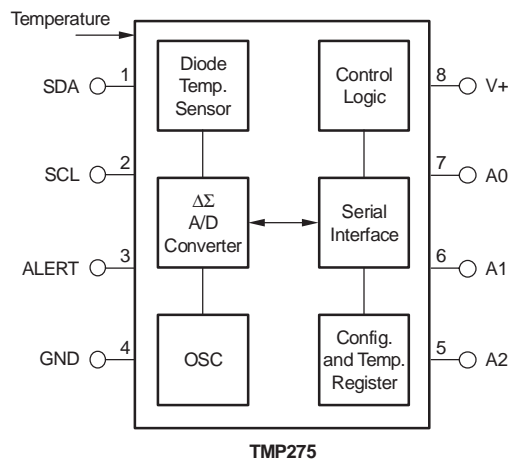 Temperature
SDA
1
Diode
Temp.
Sensor
Control
Logic
8
V+
SCL
2
ΔΣ
A/D
Converter
Serial
Interface
7
A0
ALERT
3
6
A1
GND
4
OSC
Config.
and Temp.
Register
5
A2
TMP275